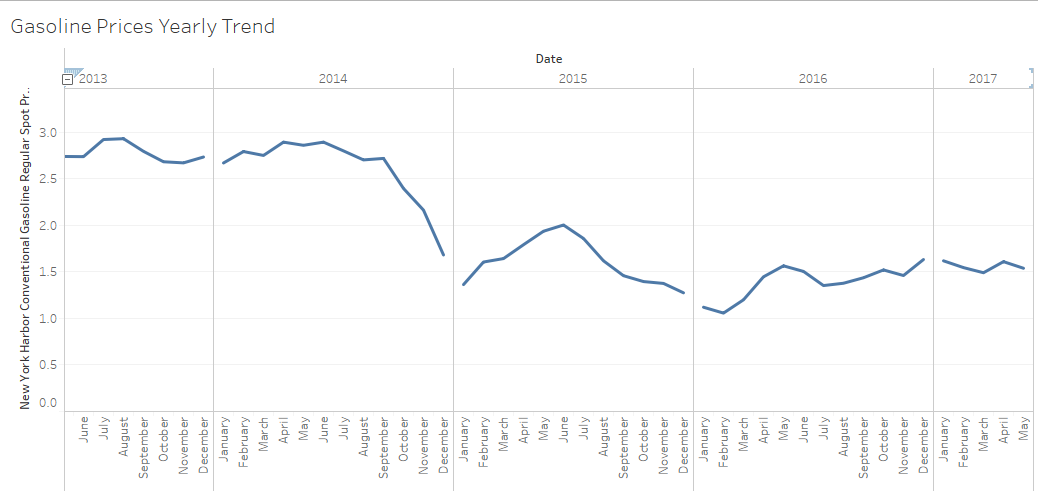 Gasoline Prices Yearly Trend
Date
2013 2014 2015 2016 2017
New York Harbor Conventional Gasoline Regular Spot Pr..
3.0
2.5
2.0
1.5
1.0
0.5
0.0
June July August September October November December January February March April May June July August September October November December January February March April May June July August September October November December January February March April May June July August September October November December January February March April May